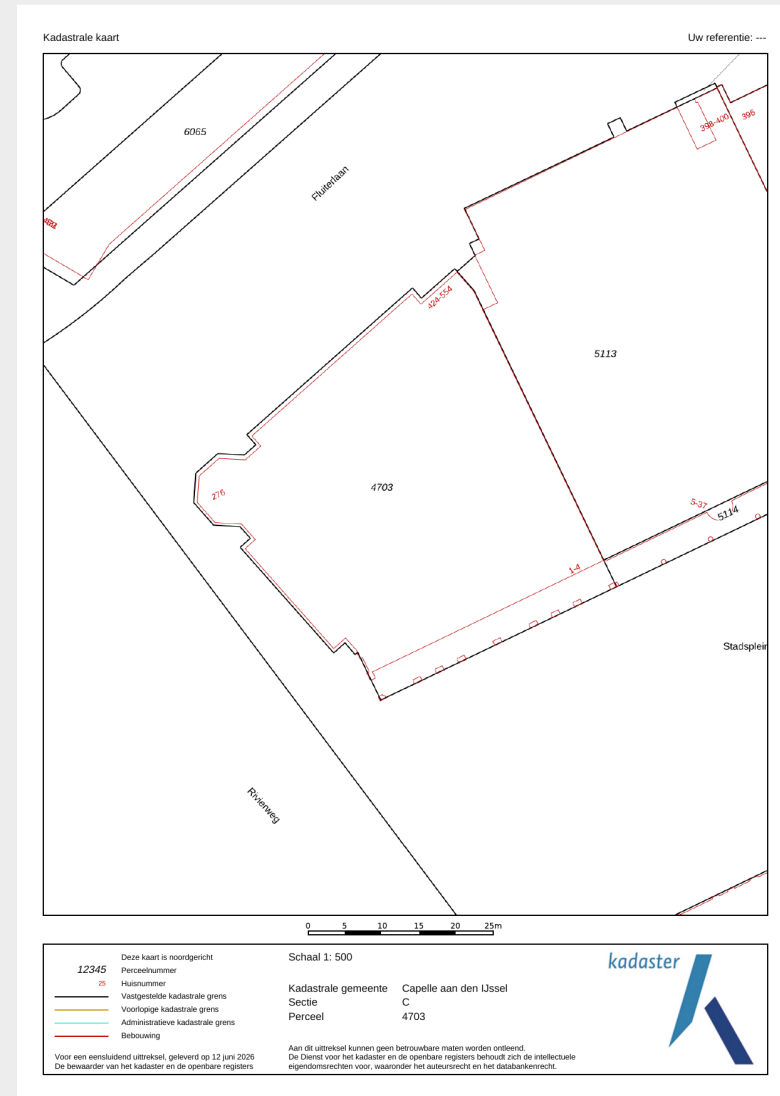 Kadastrale kaart
Uw referentie: ---
6065
Fluiterlaan
398-400
396
424-554
5113
276
4703
S-37
5114
1-4
Stadsplein
Rivierweg
0 5 10 15 20 25m
Deze kaart is noordgericht
12345 Perceelnummer
25 Huisnummer
Vastgestelde kadastrale grens
Voorlopige kadastrale grens
Administratieve kadastrale grens
Bebouwing
Voor een eensluidend uittreksel, geleverd op 12 juni 2026
De bewaarder van het kadaster en de openbare registers
Schaal 1: 500
Kadastrale gemeente Capelle aan den IJssel
Sectie C
Perceel 4703
Aan dit uittreksel kunnen geen betrouwbare maten worden ontleend.
De Dienst voor het kadaster en de openbare registers behoudt zich de intellectuele
eigendomsrechten voor, waaronder het auteursrecht en het databankenrecht.
kadaster